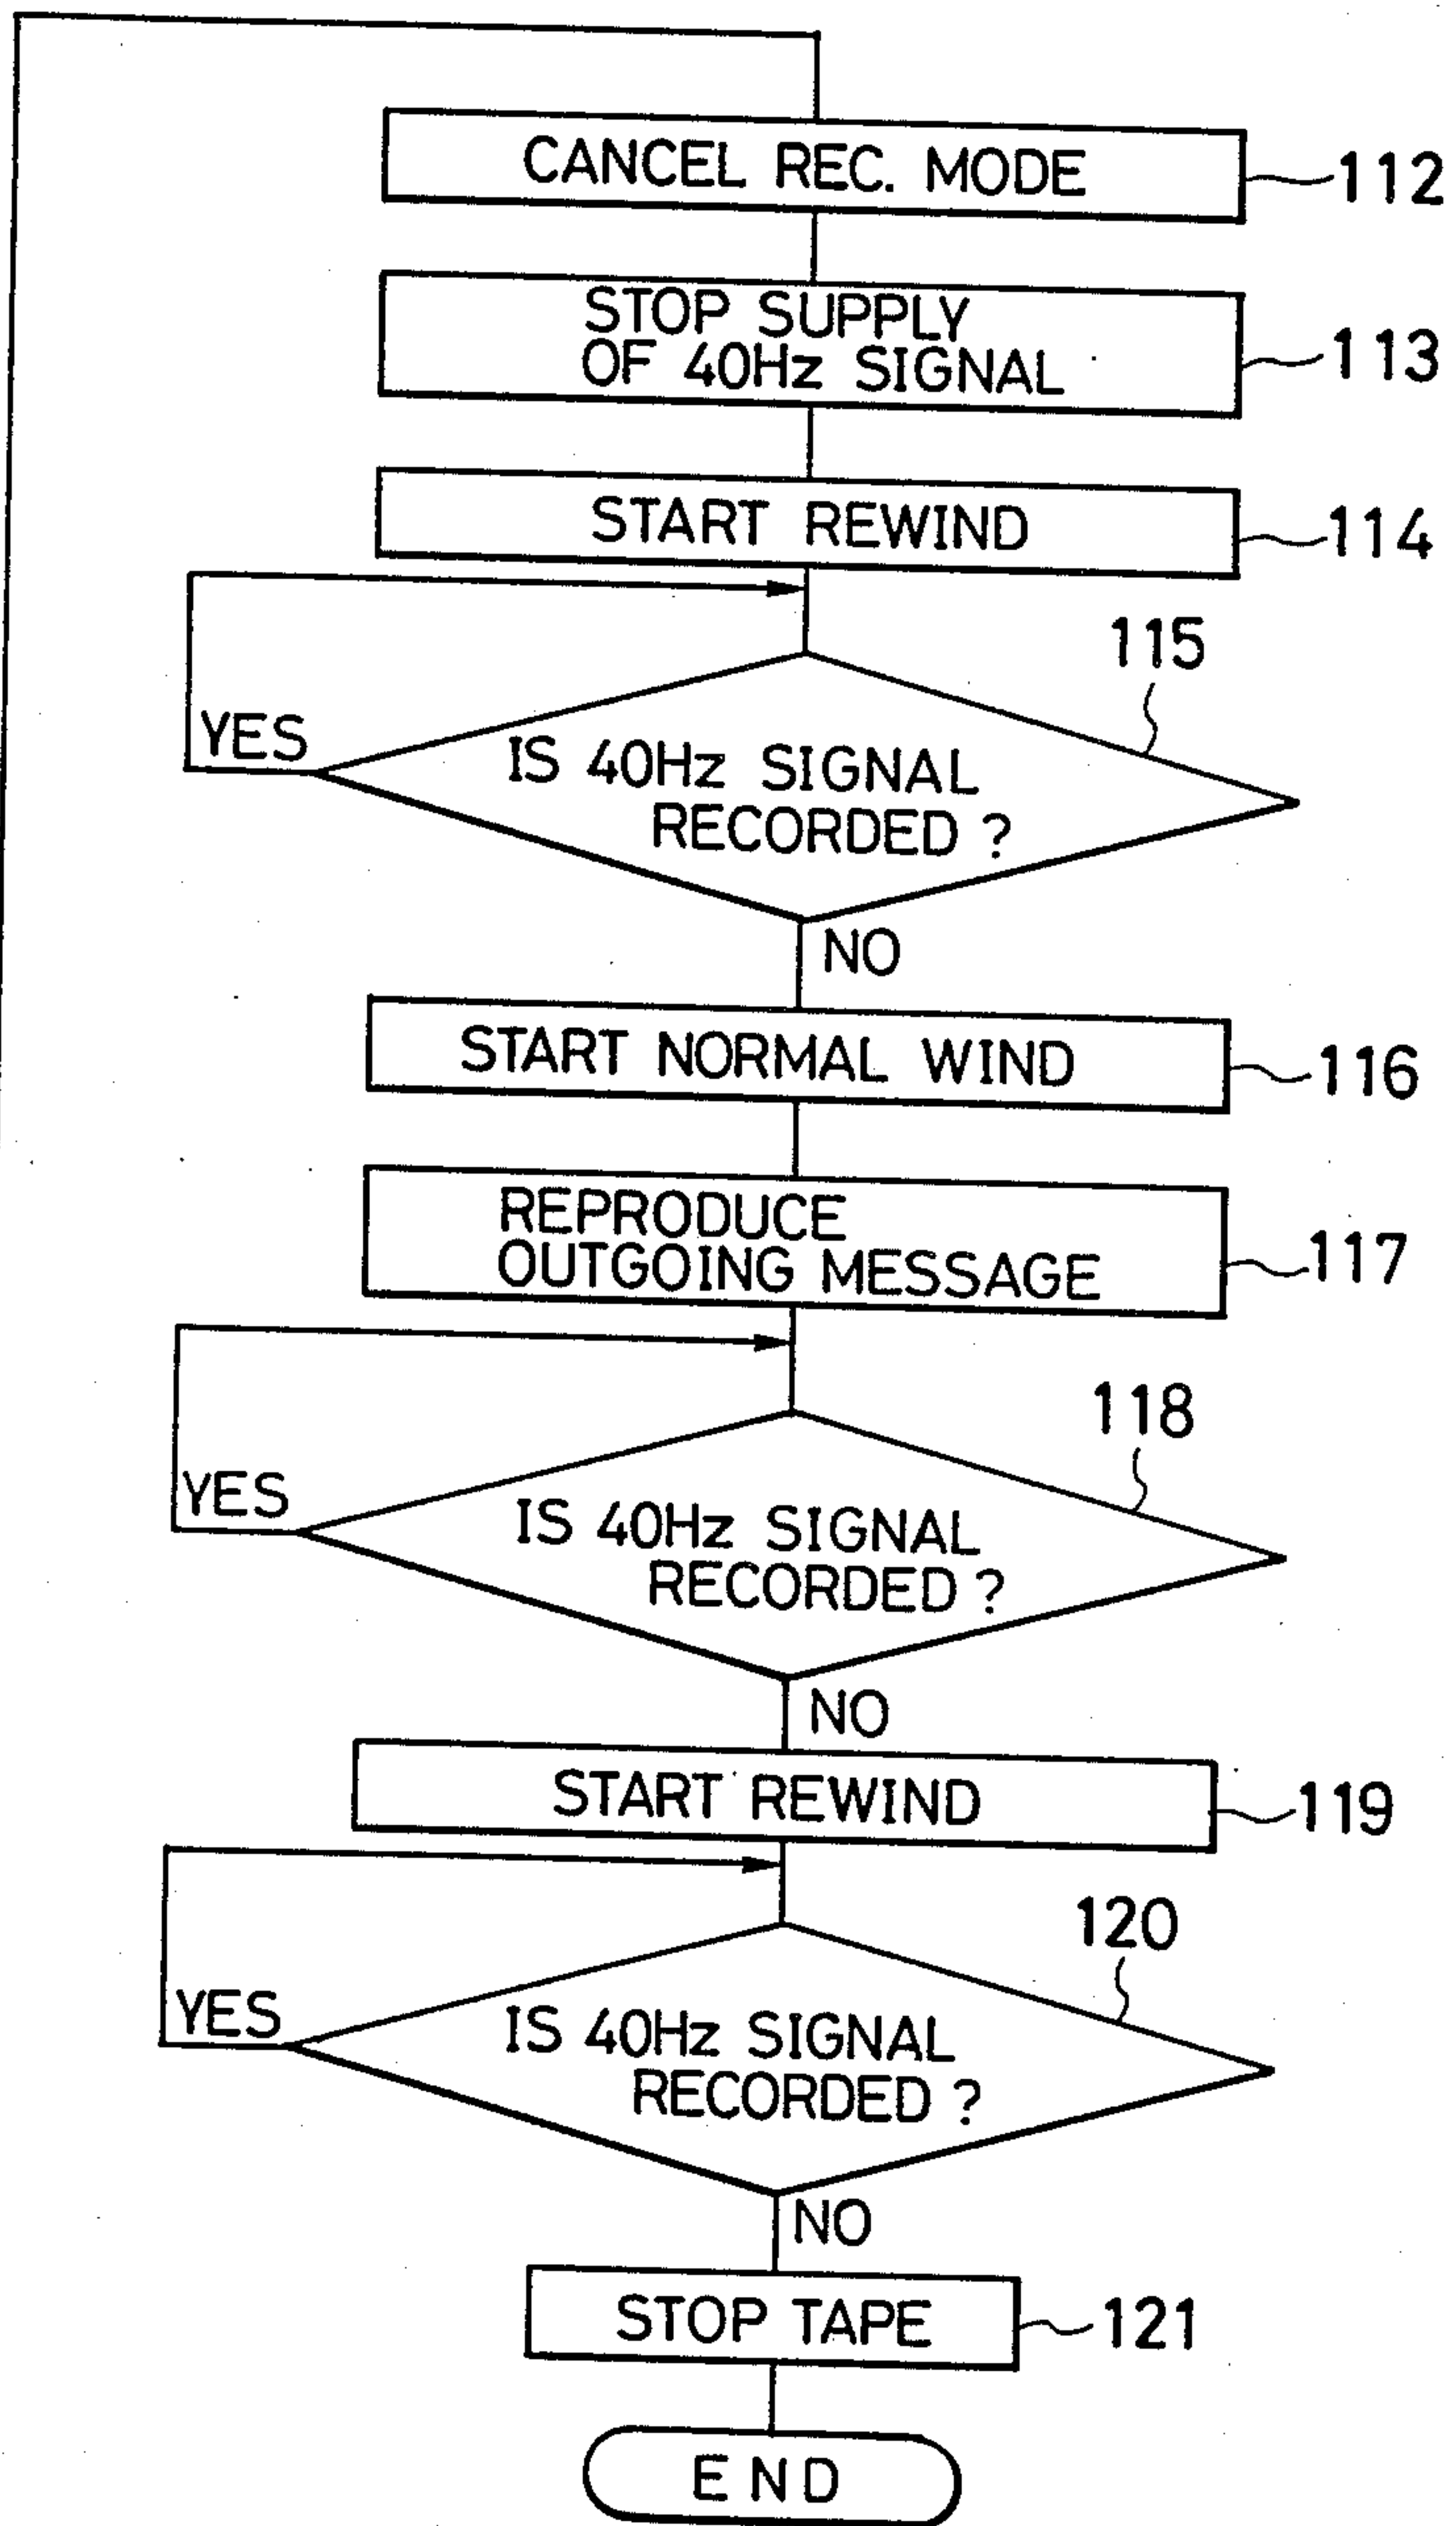 CANCEL REC. MODE
112
STOP SUPPLY
OF 40Hz SIGNAL
113
START REWIND
114
115
YES
IS 40Hz SIGNAL
RECORDED ?
NO
START NORMAL WIND
116
REPRODUCE
OUTGOING MESSAGE
117
118
YES
IS 40Hz SIGNAL
RECORDED ?
NO
START REWIND
119
120
YES
IS 40Hz SIGNAL
RECORDED ?
NO
STOP TAPE
121
END